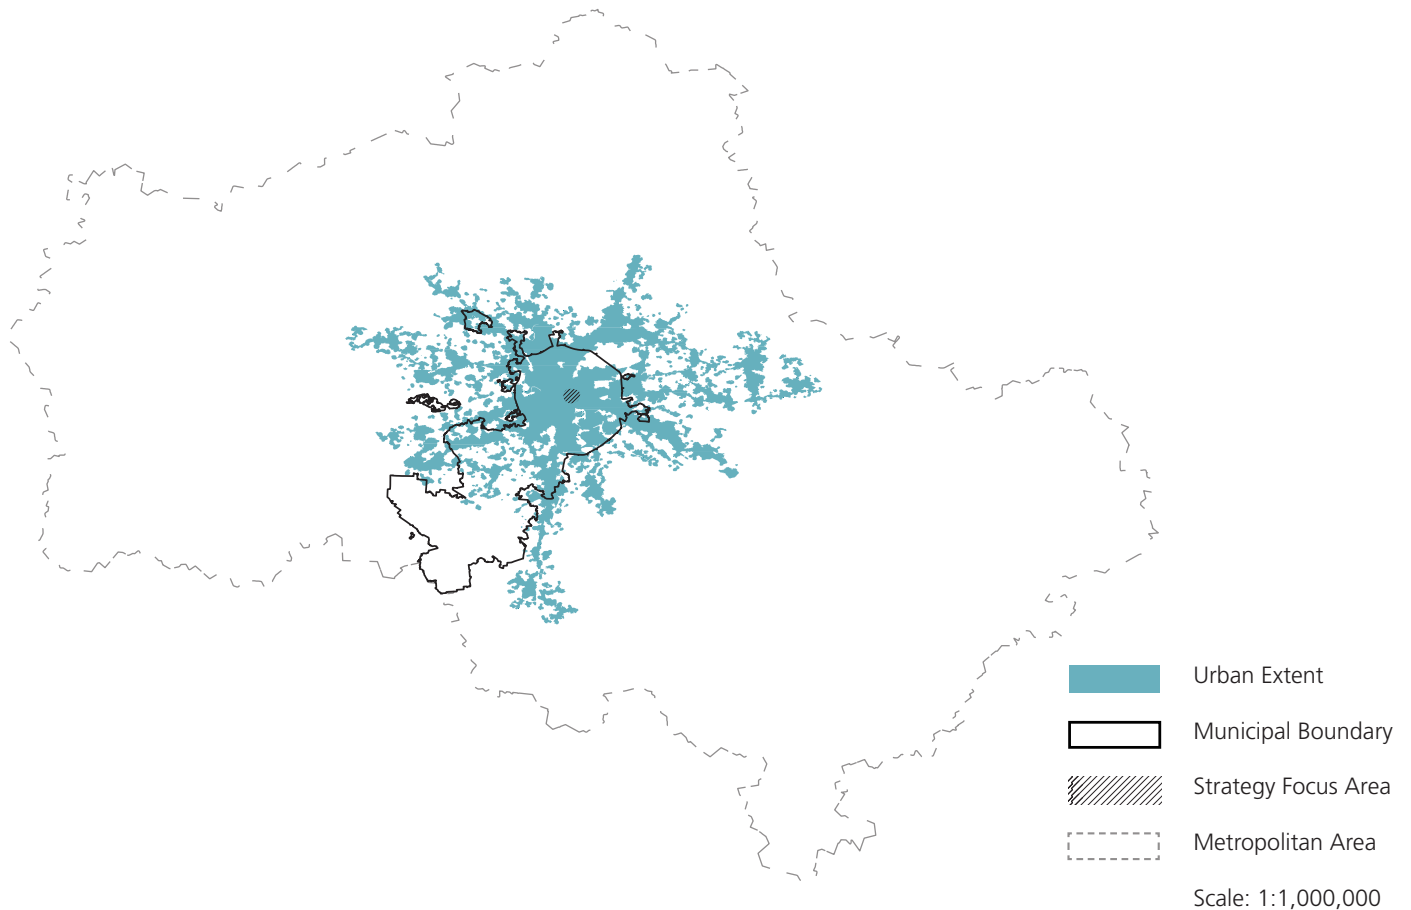 Urban Extent
Municipal Boundary
Strategy Focus Area
Metropolitan Area
Scale: 1:1,000,000